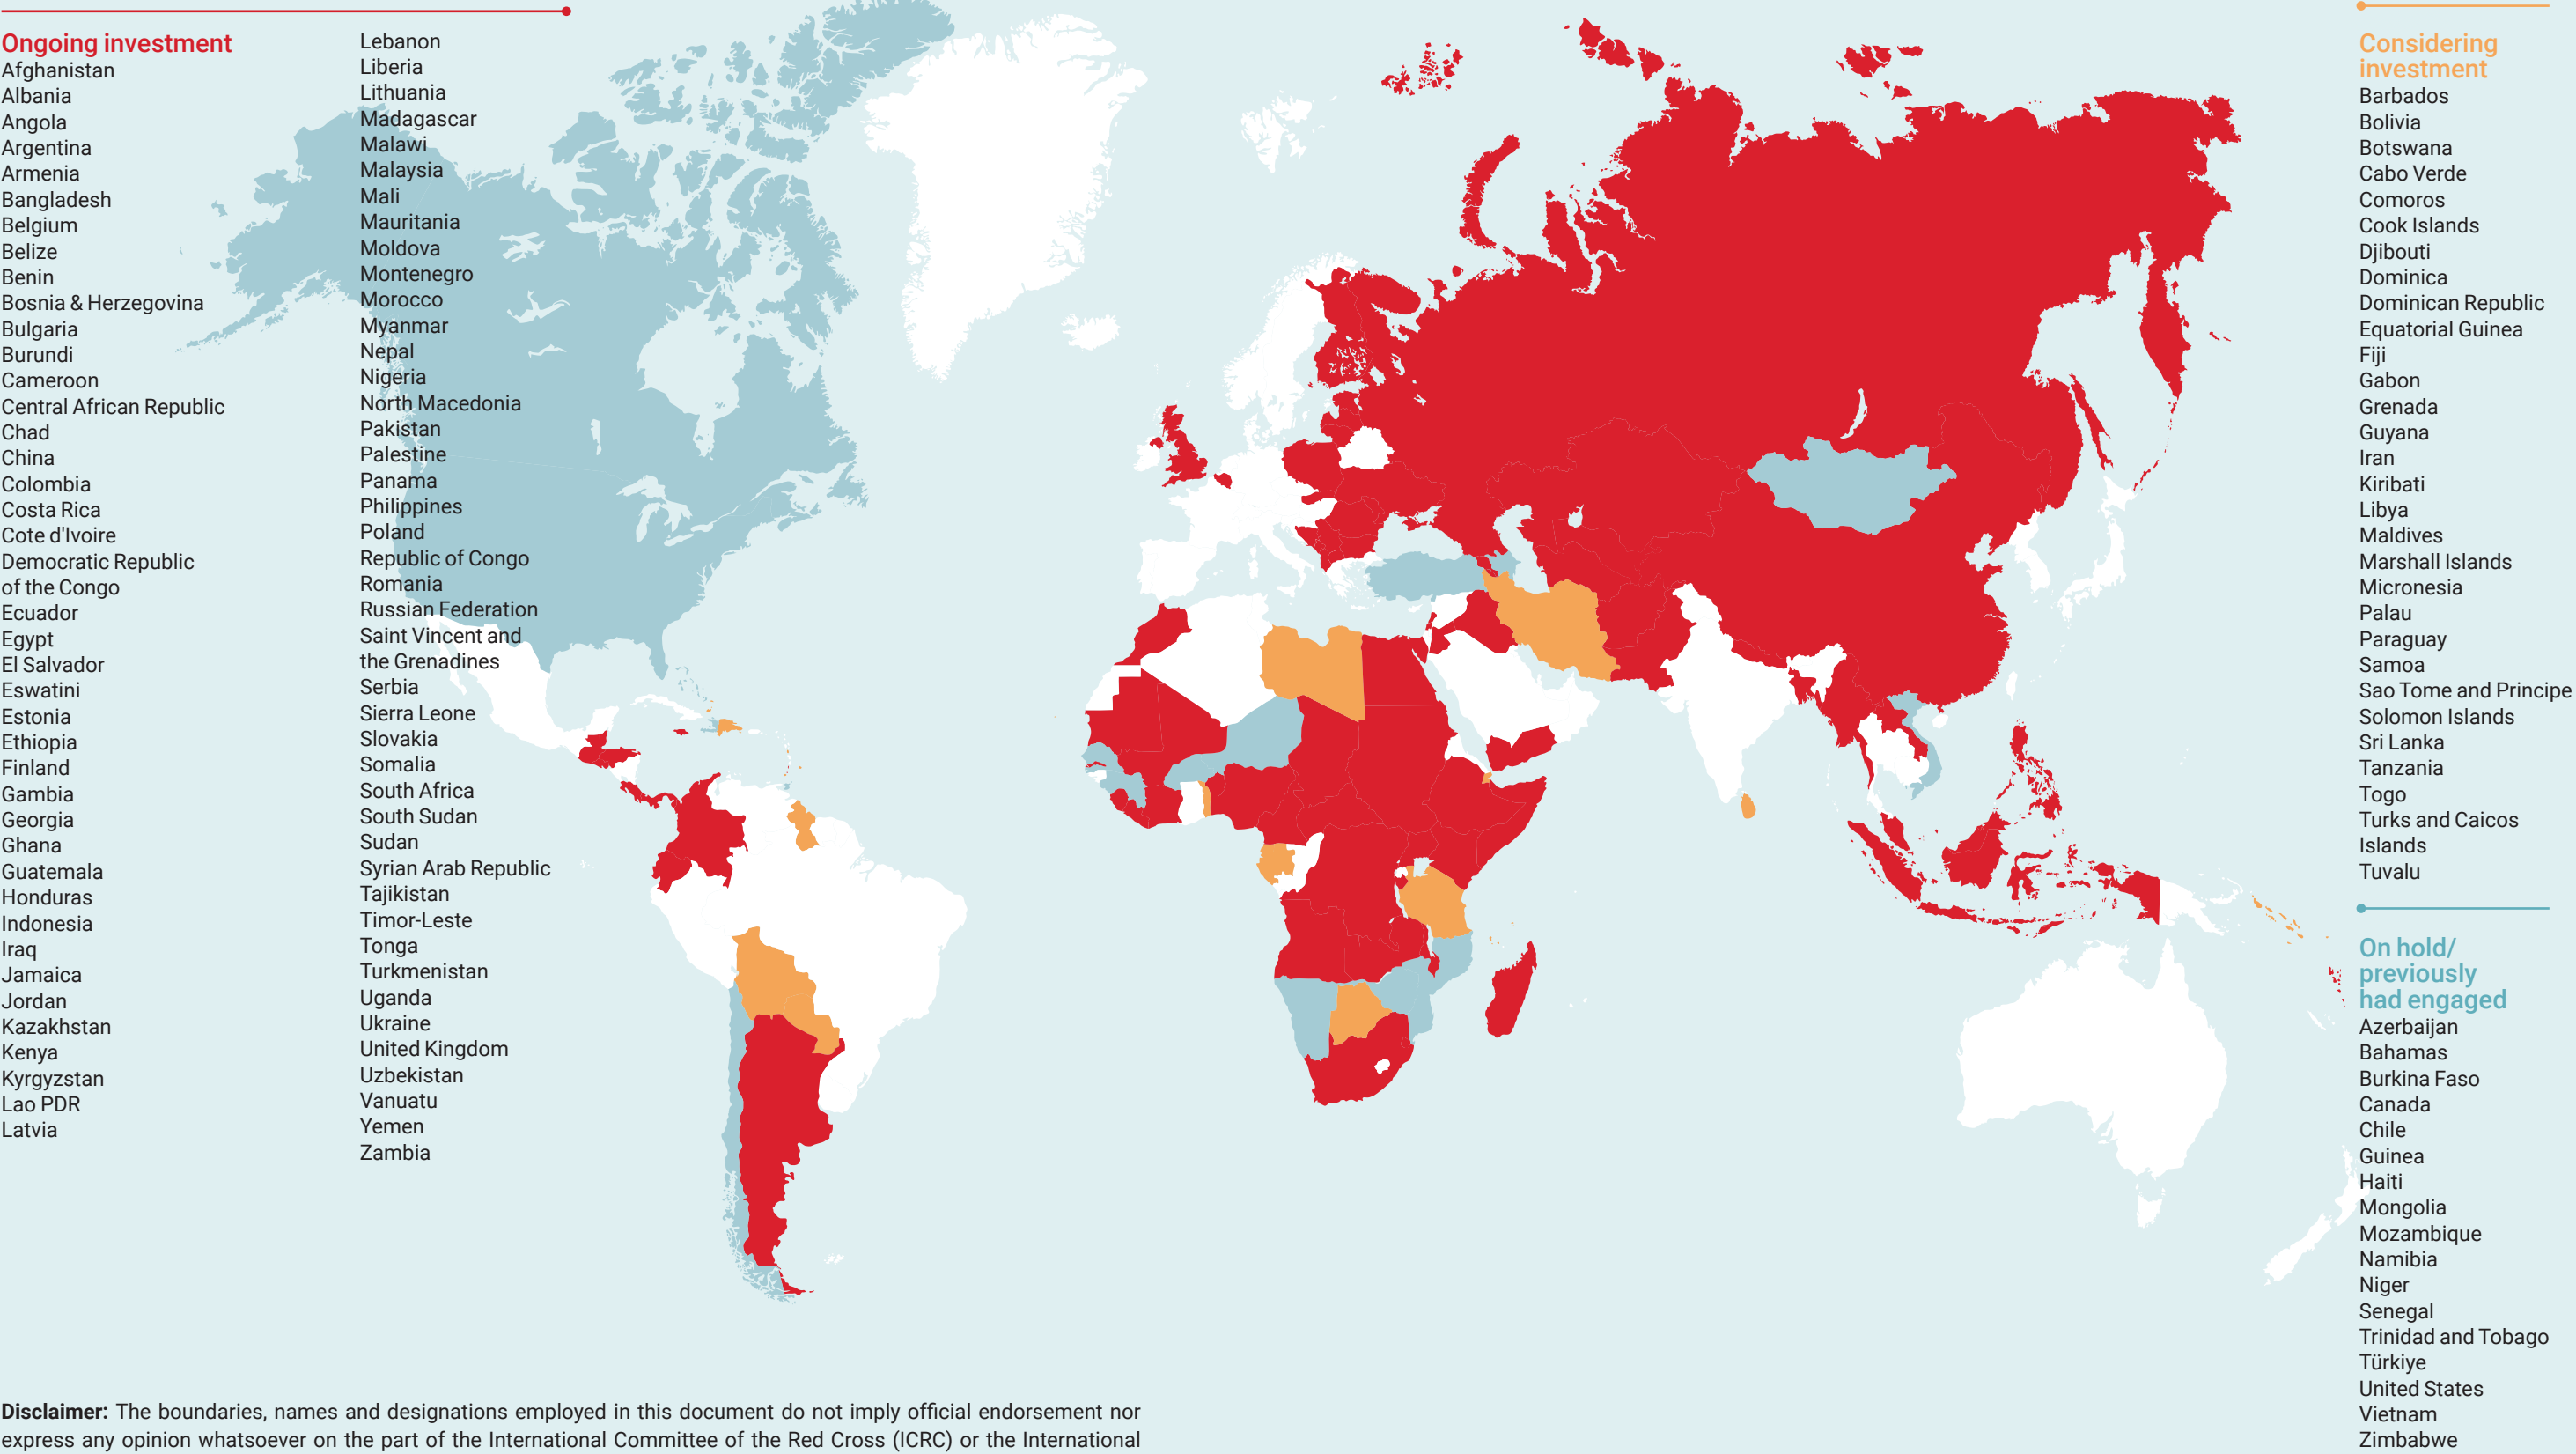 Ongoing investment
Afghanistan
Albania
Angola
Argentina
Armenia
Bangladesh
Belgium
Belize
Benin
Bosnia & Herzegovina
Bulgaria
Burundi
Cameroon
Central African Republic
Chad
China
Colombia
Costa Rica
Cote d'Ivoire
Democratic Republic
of the Congo
Ecuador
Egypt
El Salvador
Eswatini
Estonia
Ethiopia
Finland
Gambia
Georgia
Ghana
Guatemala
Honduras
Indonesia
Iraq
Jamaica
Jordan
Kazakhstan
Kenya
Kyrgyzstan
Lao PDR
Latvia
Lebanon
Liberia
Lithuania
Madagascar
Malawi
Malaysia
Mali
Mauritania
Moldova
Montenegro
Morocco
Myanmar
Nepal
Nigeria
North Macedonia
Pakistan
Palestine
Panama
Philippines
Poland
Republic of Congo
Romania
Russian Federation
Saint Vincent and
the Grenadines
Serbia
Sierra Leone
Slovakia
Somalia
South Africa
South Sudan
Sudan
Syrian Arab Republic
Tajikistan
Timor-Leste
Tonga
Turkmenistan
Uganda
Ukraine
United Kingdom
Uzbekistan
Vanuatu
Yemen
Zambia
Considering
investment
Barbados
Bolivia
Botswana
Cabo Verde
Comoros
Cook Islands
Djibouti
Dominica
Dominican Republic
Equatorial Guinea
Fiji
Gabon
Grenada
Guyana
Iran
Kiribati
Libya
Maldives
Marshall Islands
Micronesia
Palau
Paraguay
Samoa
Sao Tome and Principe
Solomon Islands
Sri Lanka
Tanzania
Togo
Turks and Caicos
Islands
Tuvalu
On hold/
previously
had engaged
Azerbaijan
Bahamas
Burkina Faso
Canada
Chile
Guinea
Haiti
Mongolia
Mozambique
Namibia
Niger
Senegal
Trinidad and Tobago
Türkiye
United States
Vietnam
Zimbabwe
Disclaimer: The boundaries, names and designations employed in this document do not imply official endorsement nor
express any opinion whatsoever on the part of the International Committee of the Red Cross (ICRC) or the International